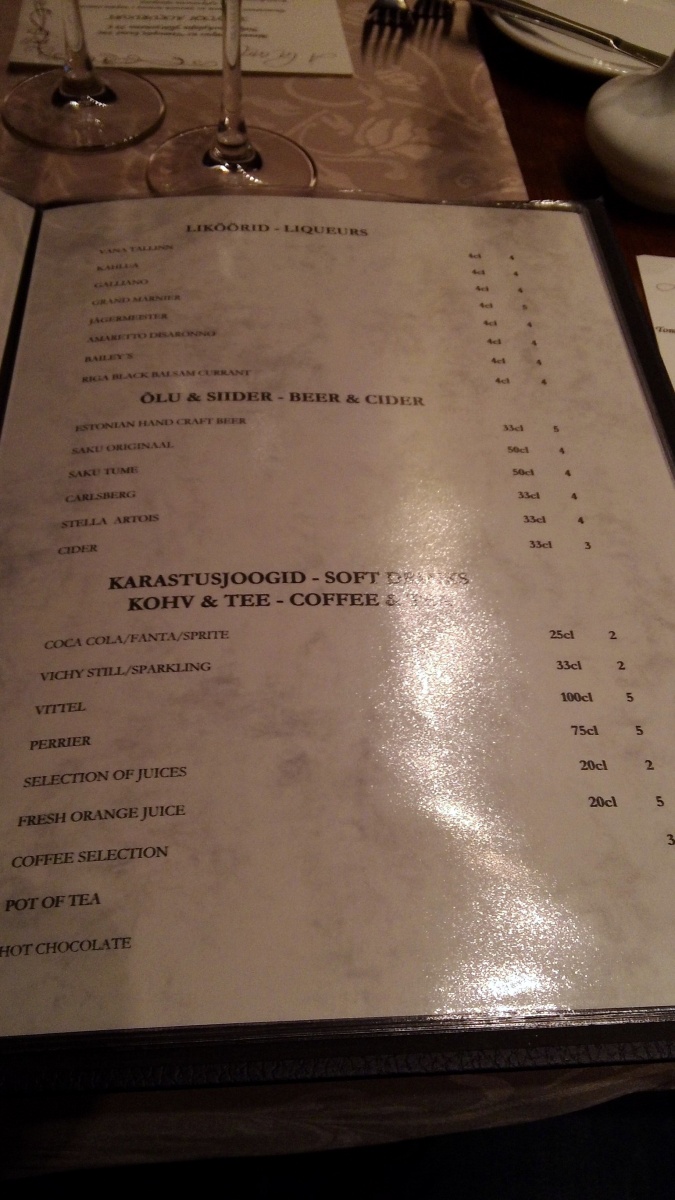 LIKÖÖRID - LIQUEURS
VANA TALLINN 4cl 4
KAHLUA 4cl 4
GALLIANO 4cl 4
GRAND MARNIER 4cl 5
JÄGERMEISTER 4cl 4
AMARETTO DISARONNO 4cl 4
BAILEY'S 4cl 4
RIGA BLACK BALSAM CURRANT 4cl 4
ÕLU & SIIDER - BEER & CIDER
ESTONIAN HAND CRAFT BEER 33cl 5
SAKU ORIGINAAL 50cl 4
SAKU TUME 50cl 4
CARLSBERG 33cl 4
STELLA ARTOIS 33cl 4
CIDER 33cl 3
KARASTUSJOOGID - SOFT DRINKS
KOHV & TEE - COFFEE & TEA
COCA COLA/FANTA/SPRITE 25cl 2
VICHY STILL/SPARKLING 33cl 2
VITTEL 100cl 5
PERRIER 75cl 5
SELECTION OF JUICES 20cl 2
FRESH ORANGE JUICE 20cl 5
COFFEE SELECTION 3
POT OF TEA
HOT CHOCOLATE